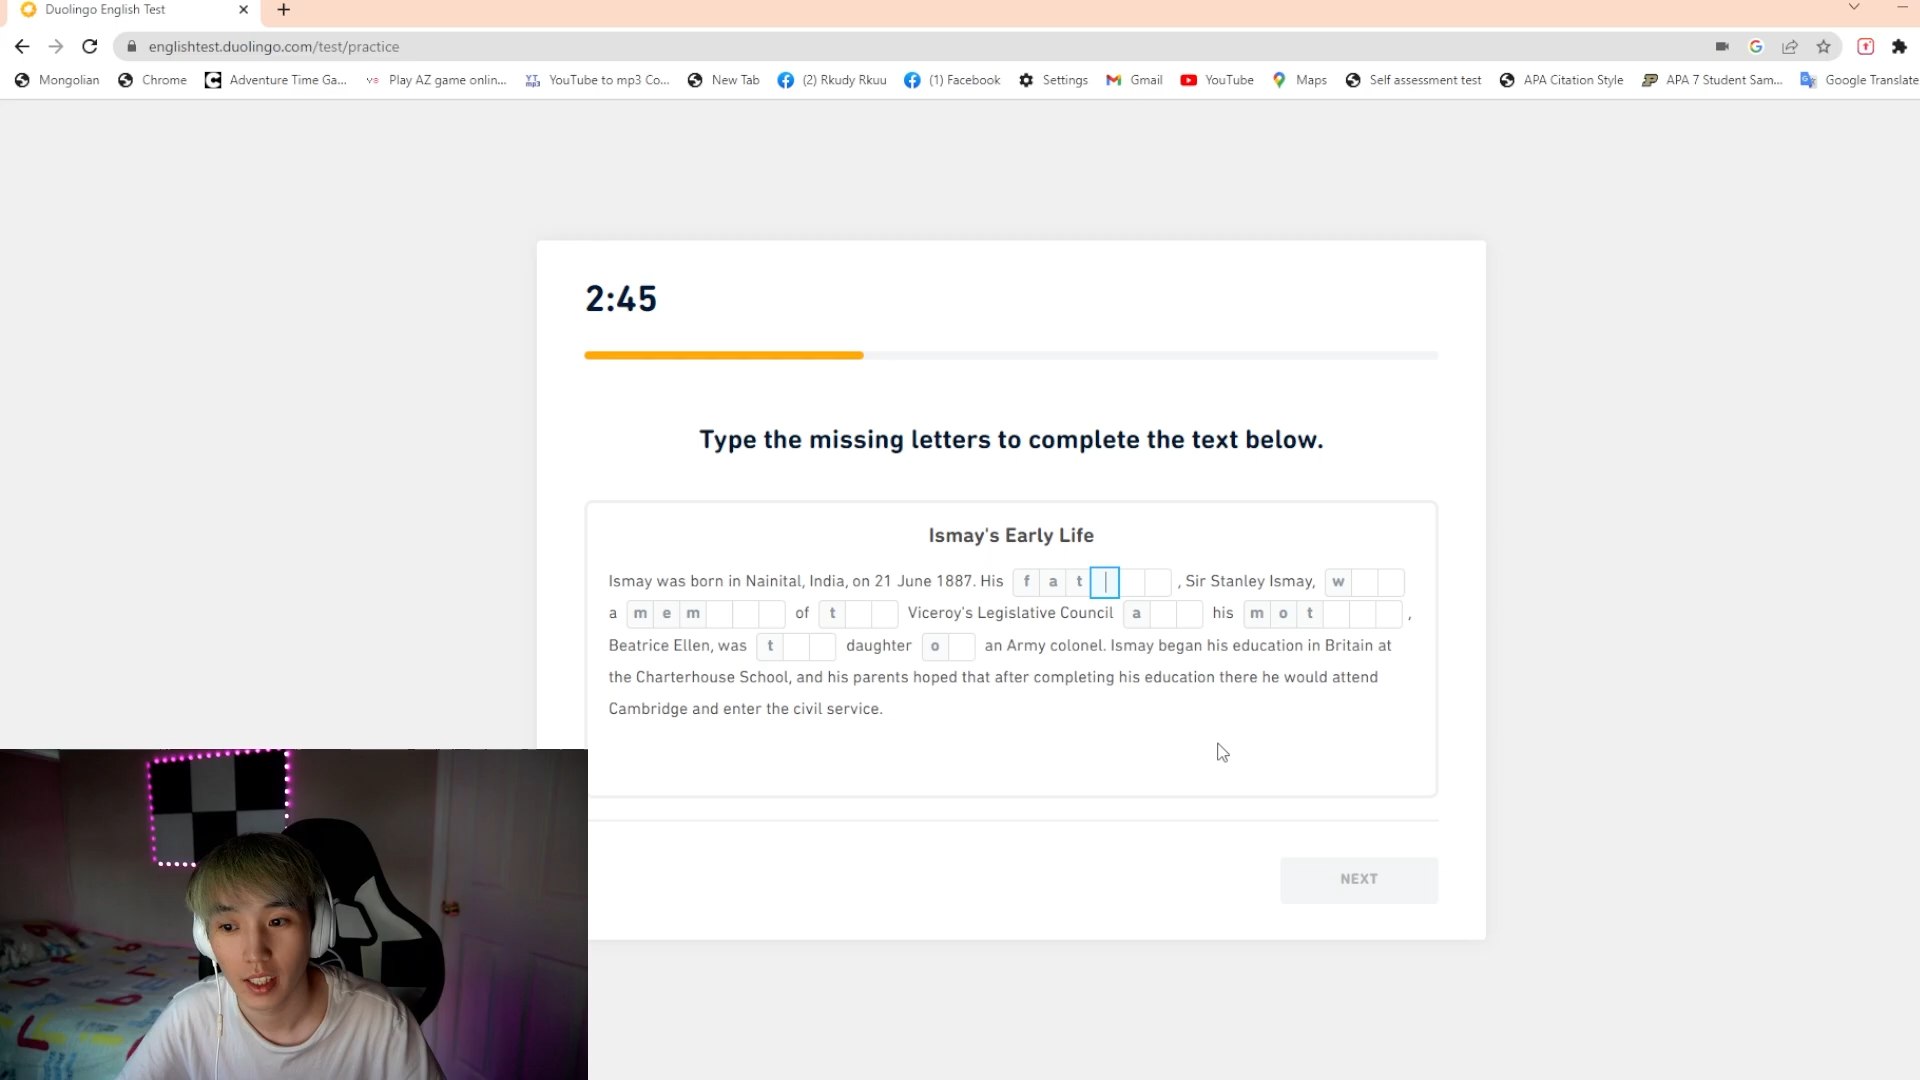 Duolingo English Test
englishtest.duolingo.com/test/practice
Mongolian Chrome Adventure Time Ga... Play AZ game onlin... YT mp3 YouTube to mp3 Co... New Tab (2) Rkudy Rkuu (1) Facebook Settings Gmail YouTube Maps Self assessment test APA Citation Style APA 7 Student Sam... Google Translate
2:45
Type the missing letters to complete the text below.
Ismay's Early Life
Ismay was born in Nainital, India, on 21 June 1887. His f a t , Sir Stanley Ismay, w
a m e m of t Viceroy's Legislative Council a his m o t ,
Beatrice Ellen, was t daughter o an Army colonel. Ismay began his education in Britain at
the Charterhouse School, and his parents hoped that after completing his education there he would attend
Cambridge and enter the civil service.
NEXT